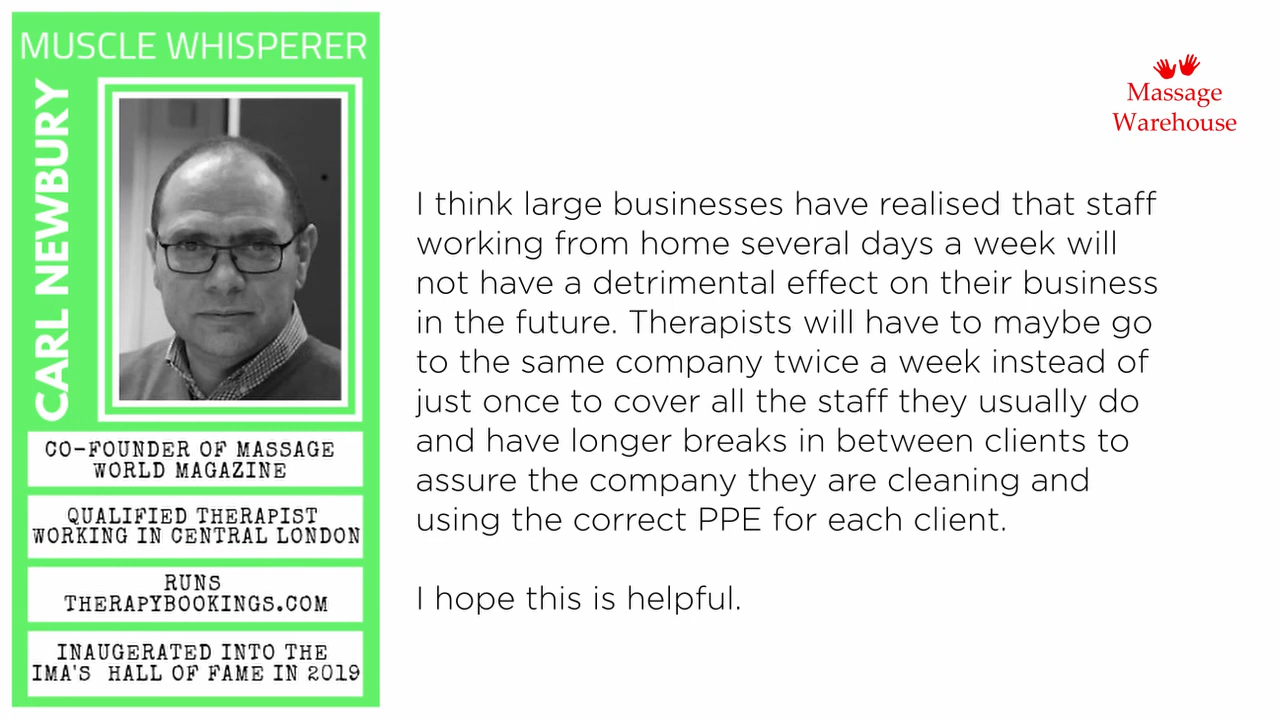 MUSCLE WHISPERER
CARL NEWBURY
CO-FOUNDER OF MASSAGE
WORLD MAGAZINE
QUALIFIED THERAPIST
WORKING IN CENTRAL LONDON
RUNS
THERAPYBOOKINGS.COM
INAUGERATED INTO THE
IMA'S HALL OF FAME IN 2019
Massage
Warehouse
I think large businesses have realised that staff
working from home several days a week will
not have a detrimental effect on their business
in the future. Therapists will have to maybe go
to the same company twice a week instead of
just once to cover all the staff they usually do
and have longer breaks in between clients to
assure the company they are cleaning and
using the correct PPE for each client.
I hope this is helpful.